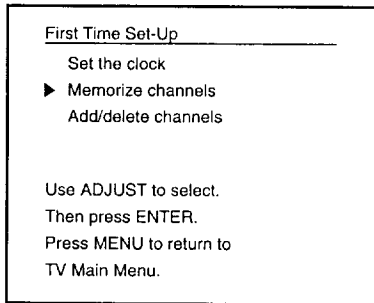 First Time Set-Up
Set the clock
Memorize channels
Add/delete channels
Use ADJUST to select.
Then press ENTER.
Press MENU to return to
TV Main Menu.